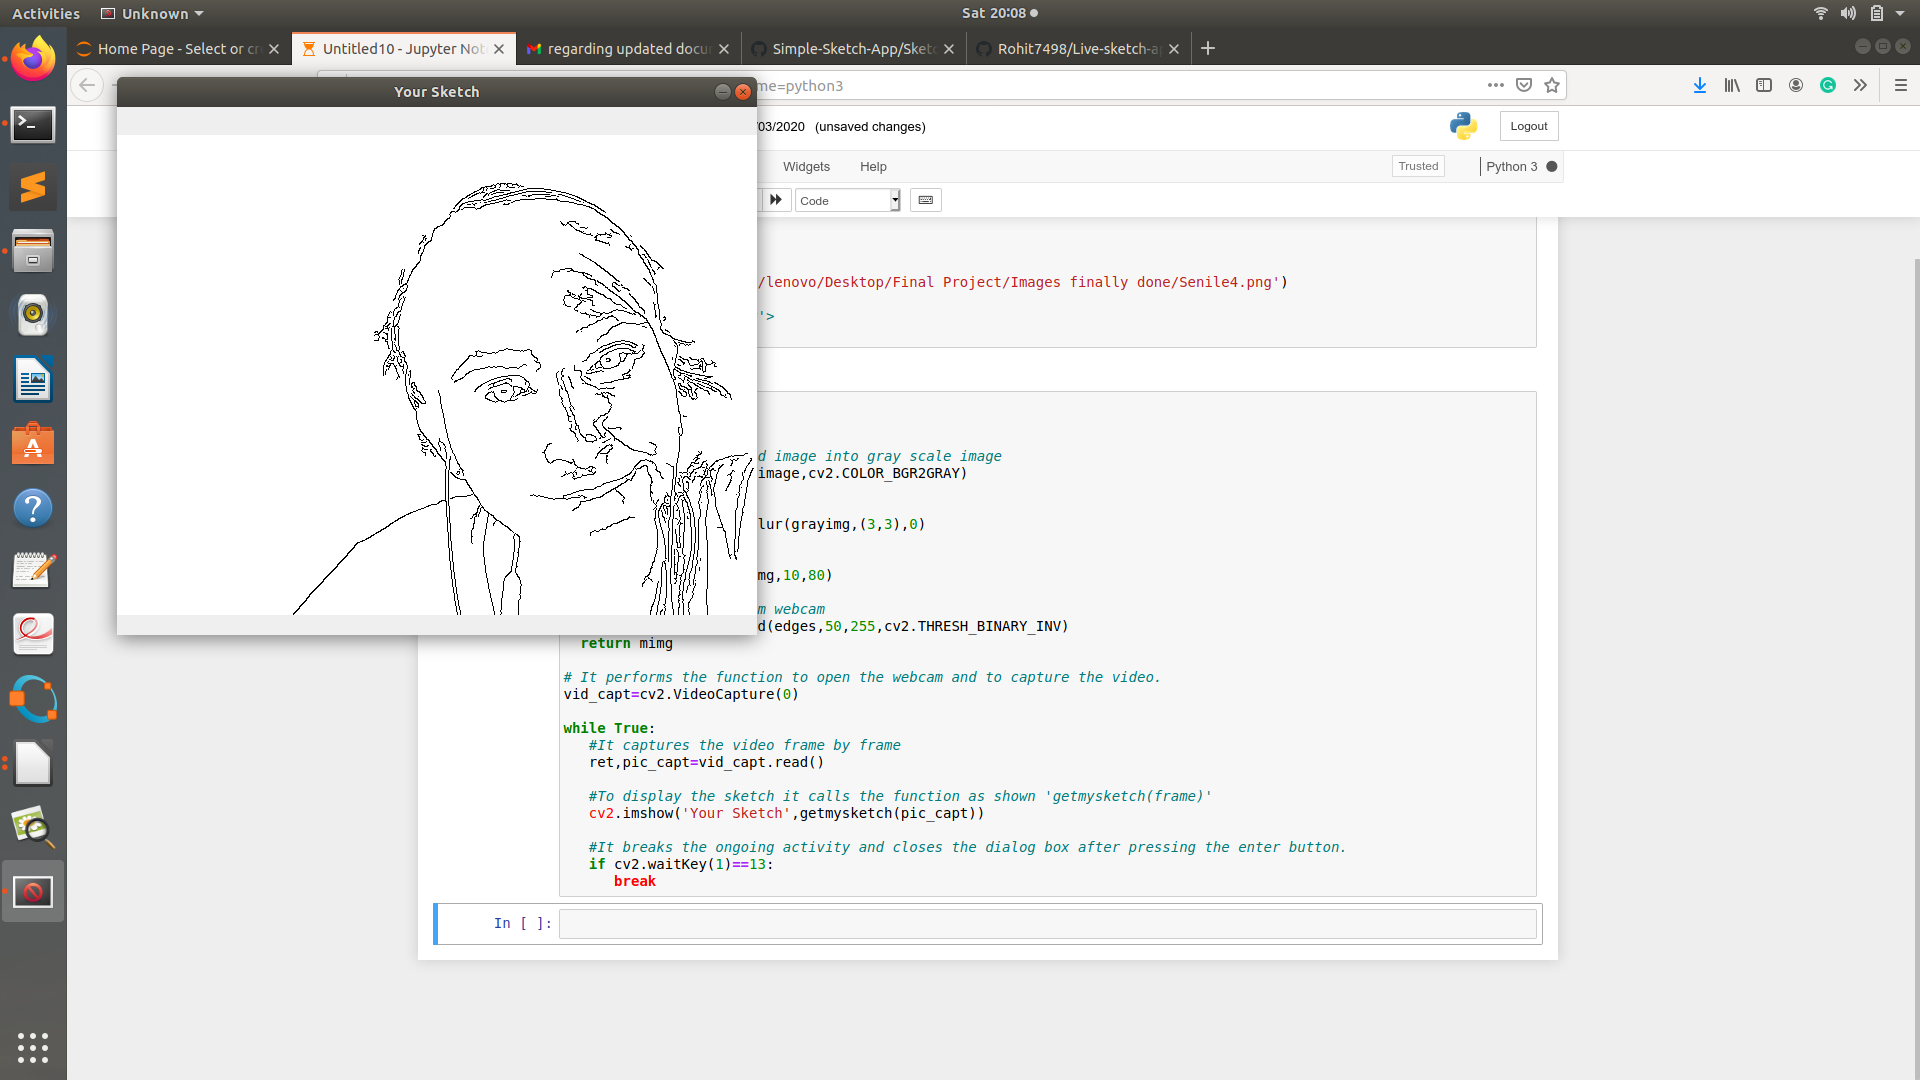 Activities
Unknown
Sat 20:08
Home Page - Select or cr
Untitled10 - Jupyter Not
regarding updated docu
Simple-Sketch-App/Sket
Rohit7498/Live-sketch-a
Your Sketch
me=python3
/03/2020 (unsaved changes)
Logout
Widgets
Help
Trusted
Python 3
Code
/lenovo/Desktop/Final Project/Images finally done/Senile4.png')
'>
d image into gray scale image
image,cv2.COLOR_BGR2GRAY)
lur(grayimg,(3,3),0)
mg,10,80)
m webcam
d(edges,50,255,cv2.THRESH_BINARY_INV)
return mimg
# It performs the function to open the webcam and to capture the video.
vid_capt=cv2.VideoCapture(0)
while True:
#It captures the video frame by frame
ret,pic_capt=vid_capt.read()
#To display the sketch it calls the function as shown 'getmysketch(frame)'
cv2.imshow('Your Sketch',getmysketch(pic_capt))
#It breaks the ongoing activity and closes the dialog box after pressing the enter button.
if cv2.waitKey(1)==13:
break
In [ ]: